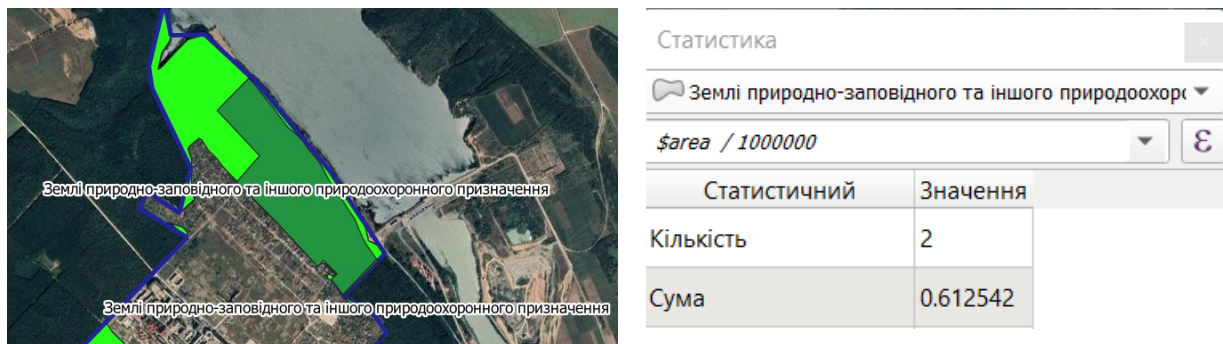 Землі природно-заповідного та іншого природоохоронного призначення
Землі природно-заповідного та іншого природоохоронного призначення
Статистика
Землі природно-заповідного та іншого природоохорє
$area / 1000000
ε
Статистичний Значення
Кількість 2
Сума 0.612542